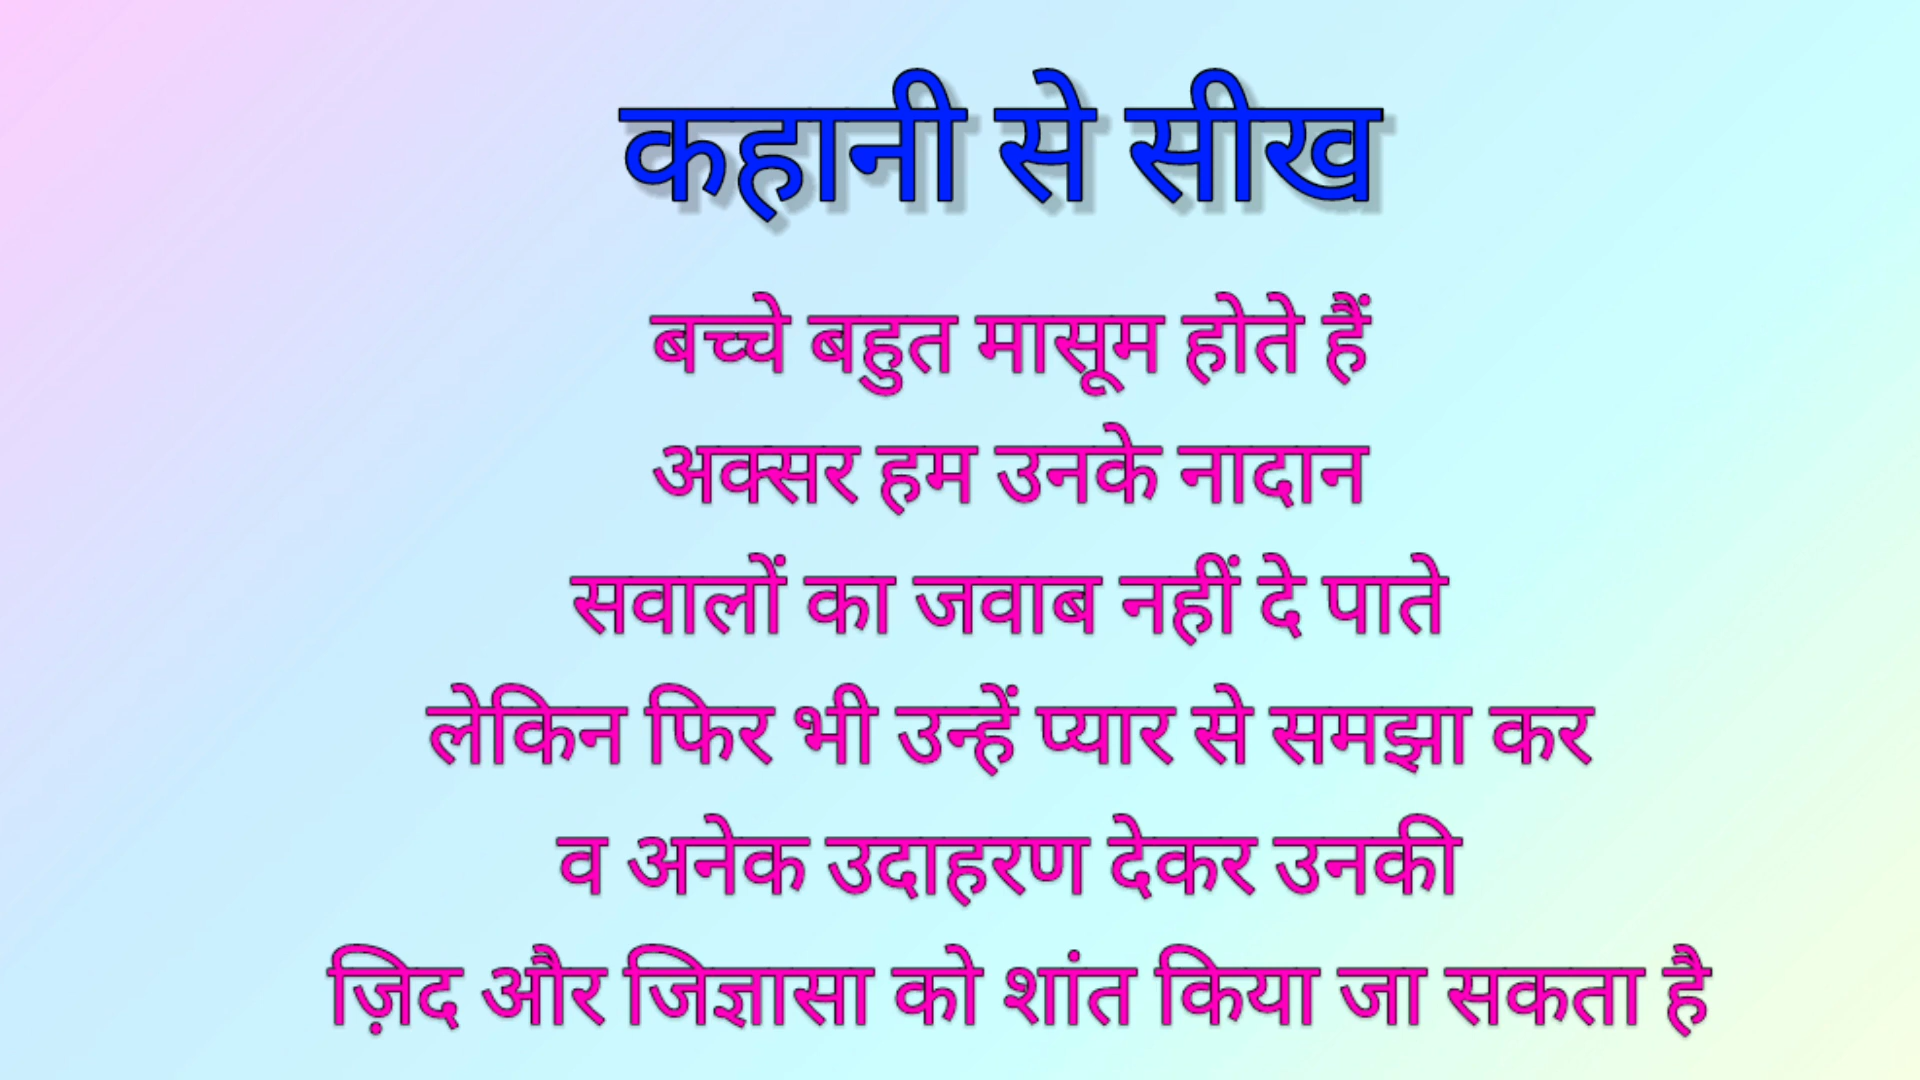 कहानी से सीख
बच्चे बहुत मासूम होते हैं
अक्सर हम उनके नादान
सवालों का जवाब नहीं दे पाते
लेकिन फिर भी उन्हें प्यार से समझा कर
व अनेक उदाहरण देकर उनकी
ज़िद और जिज्ञासा को शांत किया जा सकता है